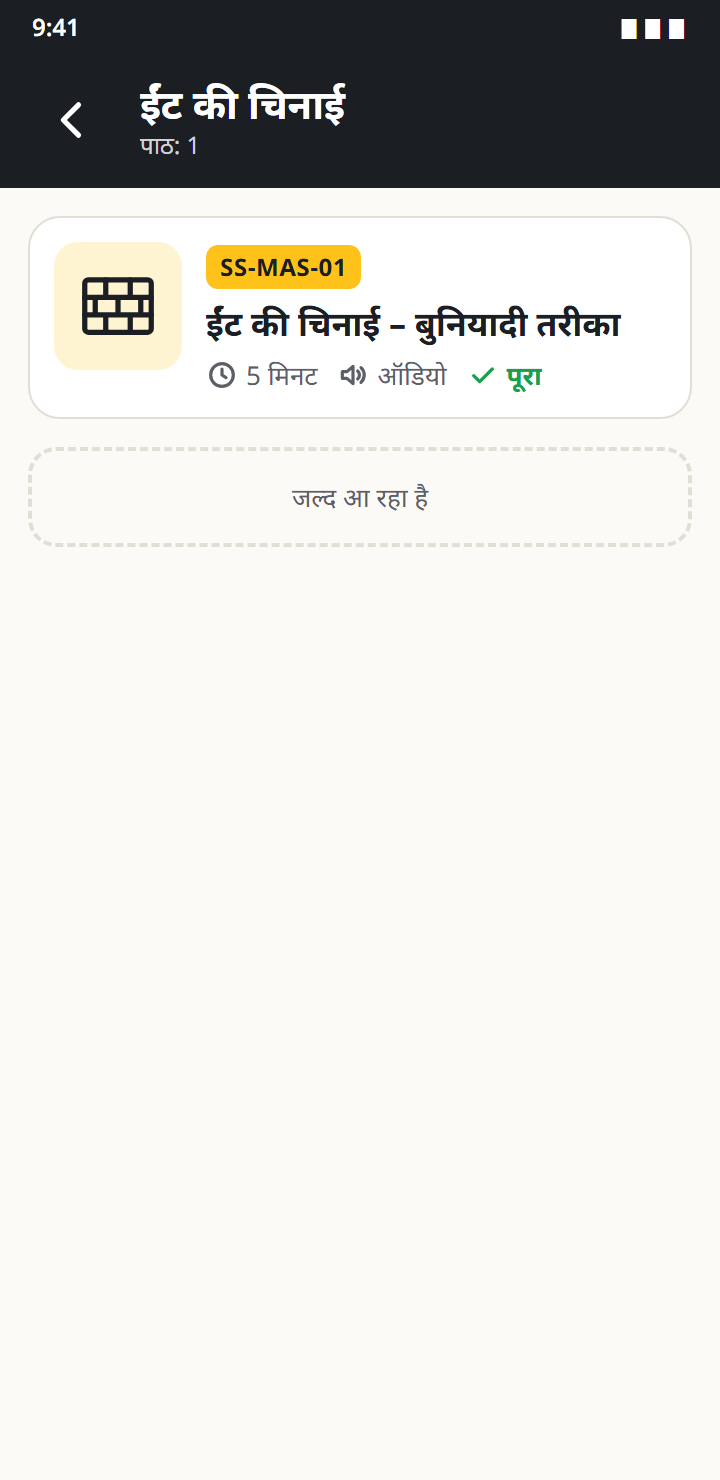 9:41
ईंट की चिनाई
पाठ: 1
SS-MAS-01
ईंट की चिनाई – बुनियादी तरीका
5 मिनट ऑडियो पूरा
जल्द आ रहा है